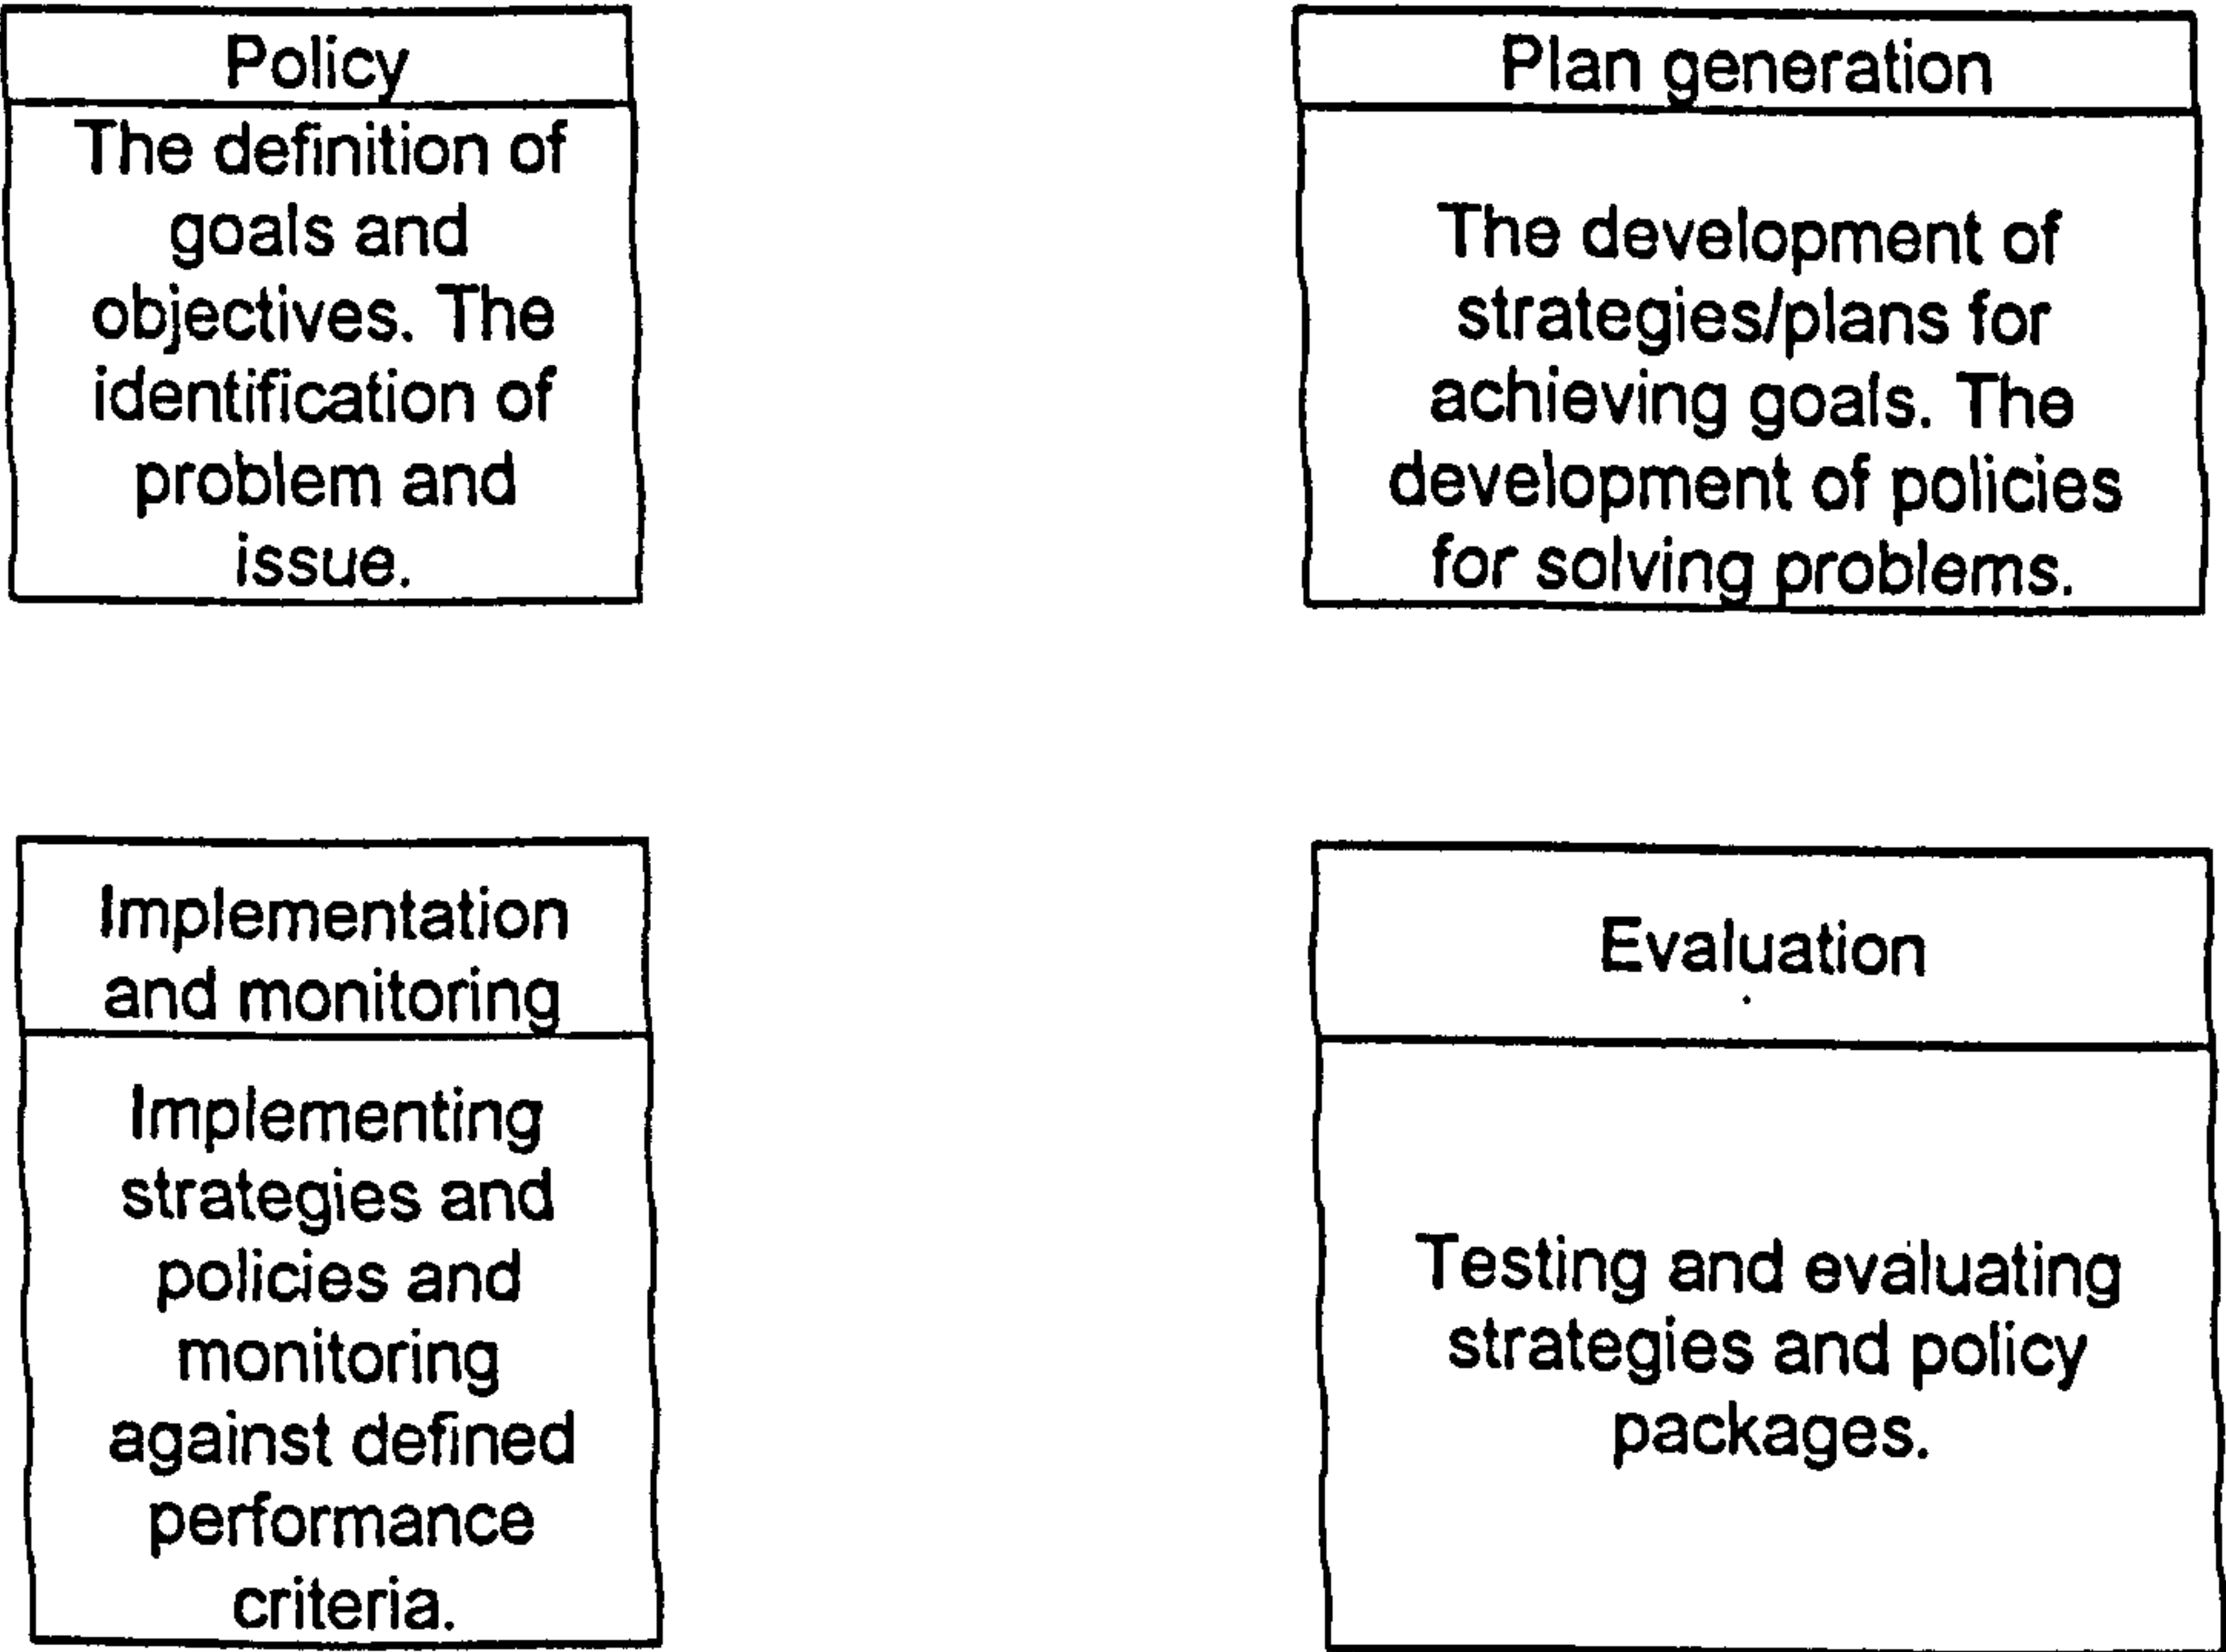 Policy
The definition of
goals and
objectives. The
identification of
problem and
issue.
Plan generation
The development of
strategies/plans for
achieving goals. The
development of policies
for solving problems.
Implementation
and monitoring
Implementing
strategies and
policies and
monitoring
against defined
performance
criteria.
Evaluation
Testing and evaluating
strategies and policy
packages.